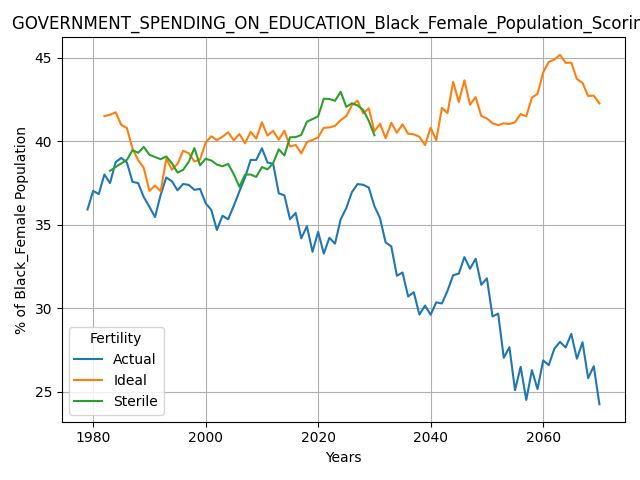 GOVERNMENT_SPENDING_ON_EDUCATION_Black_Female_Population_Scorin
45
40
35
30
25
% of Black_Female Population
Fertility
Actual
Ideal
Sterile
1980
2000
2020
2040
2060
Years